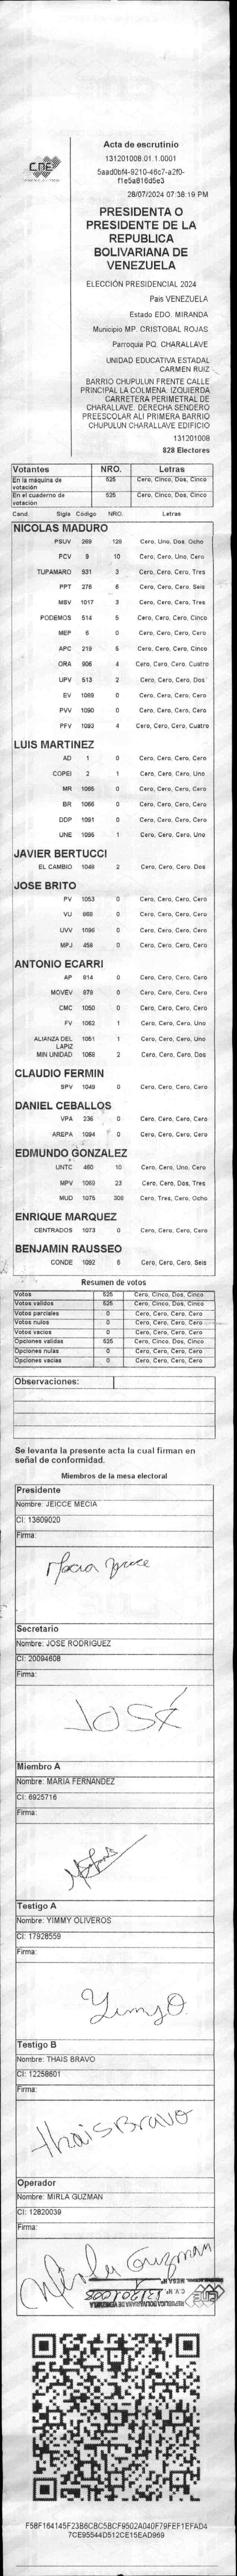 CNE
Acta de escrutinio
131201008.01.1.0001
5aad0bf4-9210-46c7-a2f0-
f1e5a816d5e3
28/07/2024 07:38:19 PM
PRESIDENTA O
PRESIDENTE DE LA
REPUBLICA
BOLIVARIANA DE
VENEZUELA
ELECCIÓN PRESIDENCIAL 2024
Pais VENEZUELA
Estado EDO. MIRANDA
Municipio MP. CRISTOBAL ROJAS
Parroquia PQ. CHARALLAVE
UNIDAD EDUCATIVA ESTADAL
CARMEN RUIZ
BARRIO CHUPULUN FRENTE CALLE
PRINCIPAL LA COLMENA. IZQUIERDA
CARRETERA PERIMETRAL DE
CHARALLAVE. DERECHA SENDERO
PREESCOLAR ALI PRIMERA BARRIO
CHUPULUN CHARALLAVE EDIFICIO
131201008
828 Electores
Votantes NRO. Letras
En la máquina de votación 525 Cero, Cinco, Dos, Cinco
En el cuaderno de votación 525 Cero, Cinco, Dos, Cinco
Cand. Sigla Código NRO. Letras
NICOLAS MADURO
PSUV 269 128 Cero, Uno, Dos, Ocho
PCV 9 10 Cero, Cero, Uno, Cero
TUPAMARO 931 3 Cero, Cero, Cero, Tres
PPT 276 6 Cero, Cero, Cero, Seis
MSV 1017 3 Cero, Cero, Cero, Tres
PODEMOS 514 5 Cero, Cero, Cero, Cinco
MEP 6 0 Cero, Cero, Cero, Cero
APC 219 5 Cero, Cero, Cero, Cinco
ORA 906 4 Cero, Cero, Cero, Cuatro
UPV 513 2 Cero, Cero, Cero, Dos
EV 1089 0 Cero, Cero, Cero, Cero
PVV 1090 0 Cero, Cero, Cero, Cero
PFV 1093 4 Cero, Cero, Cero, Cuatro
LUIS MARTINEZ
AD 1 0 Cero, Cero, Cero, Cero
COPEI 2 1 Cero, Cero, Cero, Uno
MR 1065 0 Cero, Cero, Cero, Cero
BR 1066 0 Cero, Cero, Cero, Cero
DDP 1091 0 Cero, Cero, Cero, Cero
UNE 1095 1 Cero, Cero, Cero, Uno
JAVIER BERTUCCI
EL CAMBIO 1048 2 Cero, Cero, Cero, Dos
JOSE BRITO
PV 1053 0 Cero, Cero, Cero, Cero
VU 868 0 Cero, Cero, Cero, Cero
UVV 1096 0 Cero, Cero, Cero, Cero
MPJ 458 0 Cero, Cero, Cero, Cero
ANTONIO ECARRI
AP 814 0 Cero, Cero, Cero, Cero
MOVEV 878 0 Cero, Cero, Cero, Cero
CMC 1050 0 Cero, Cero, Cero, Cero
FV 1062 1 Cero, Cero, Cero, Uno
ALIANZA DEL LAPIZ 1051 1 Cero, Cero, Cero, Uno
MIN UNIDAD 1068 2 Cero, Cero, Cero, Dos
CLAUDIO FERMIN
SPV 1049 0 Cero, Cero, Cero, Cero
DANIEL CEBALLOS
VPA 236 0 Cero, Cero, Cero, Cero
AREPA 1094 0 Cero, Cero, Cero, Cero
EDMUNDO GONZALEZ
UNTC 460 10 Cero, Cero, Uno, Cero
MPV 1069 23 Cero, Cero, Dos, Tres
MUD 1075 308 Cero, Tres, Cero, Ocho
ENRIQUE MARQUEZ
CENTRADOS 1073 0 Cero, Cero, Cero, Cero
BENJAMIN RAUSSEO
CONDE 1092 6 Cero, Cero, Cero, Seis
Resumen de votos
Votos 525 Cero, Cinco, Dos, Cinco
Votos validos 525 Cero, Cinco, Dos, Cinco
Votos parciales 0 Cero, Cero, Cero, Cero
Votos nulos 0 Cero, Cero, Cero, Cero
Votos vacios 0 Cero, Cero, Cero, Cero
Opciones validas 525 Cero, Cinco, Dos, Cinco
Opciones nulas 0 Cero, Cero, Cero, Cero
Opciones vacias 0 Cero, Cero, Cero, Cero
Observaciones:
Se levanta la presente acta la cual firman en
señal de conformidad.
Miembros de la mesa electoral
Presidente
Nombre: JEICCE MECIA
CI: 13609020
Firma:
Secretario
Nombre: JOSE RODRIGUEZ
CI: 20094608
Firma:
JOSÉ
Miembro A
Nombre: MARIA FERNANDEZ
CI: 6925716
Firma:
Testigo A
Nombre: YIMMY OLIVEROS
CI: 17928559
Firma:
Yimy O
Testigo B
Nombre: THAIS BRAVO
CI: 12258601
Firma:
thais Bravo
Operador
Nombre: MIRLA GUZMAN
CI: 12820039
Firma:
Mirla Guzman
MESA Nº
C.V. Nº 131201008
REPUBLICA BOLIVARIANA DE VENEZUELA
CNE
F58F164145F23B6C8C5BCF9502A040F79FEF1EFAD4
7CE95544D512CE15EAD969